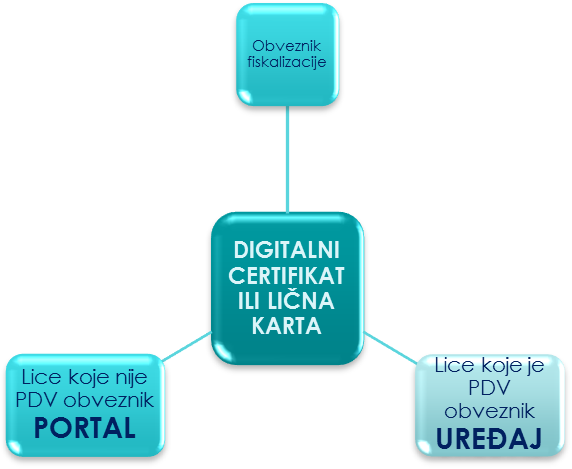 Obveznik
fiskalizacije
DIGITALNI
CERTIFIKAT
ILI LIČNA
KARTA
Lice koje nije
PDV obveznik
PORTAL
Lice koje je
PDV
obveznik
UREĐAJ